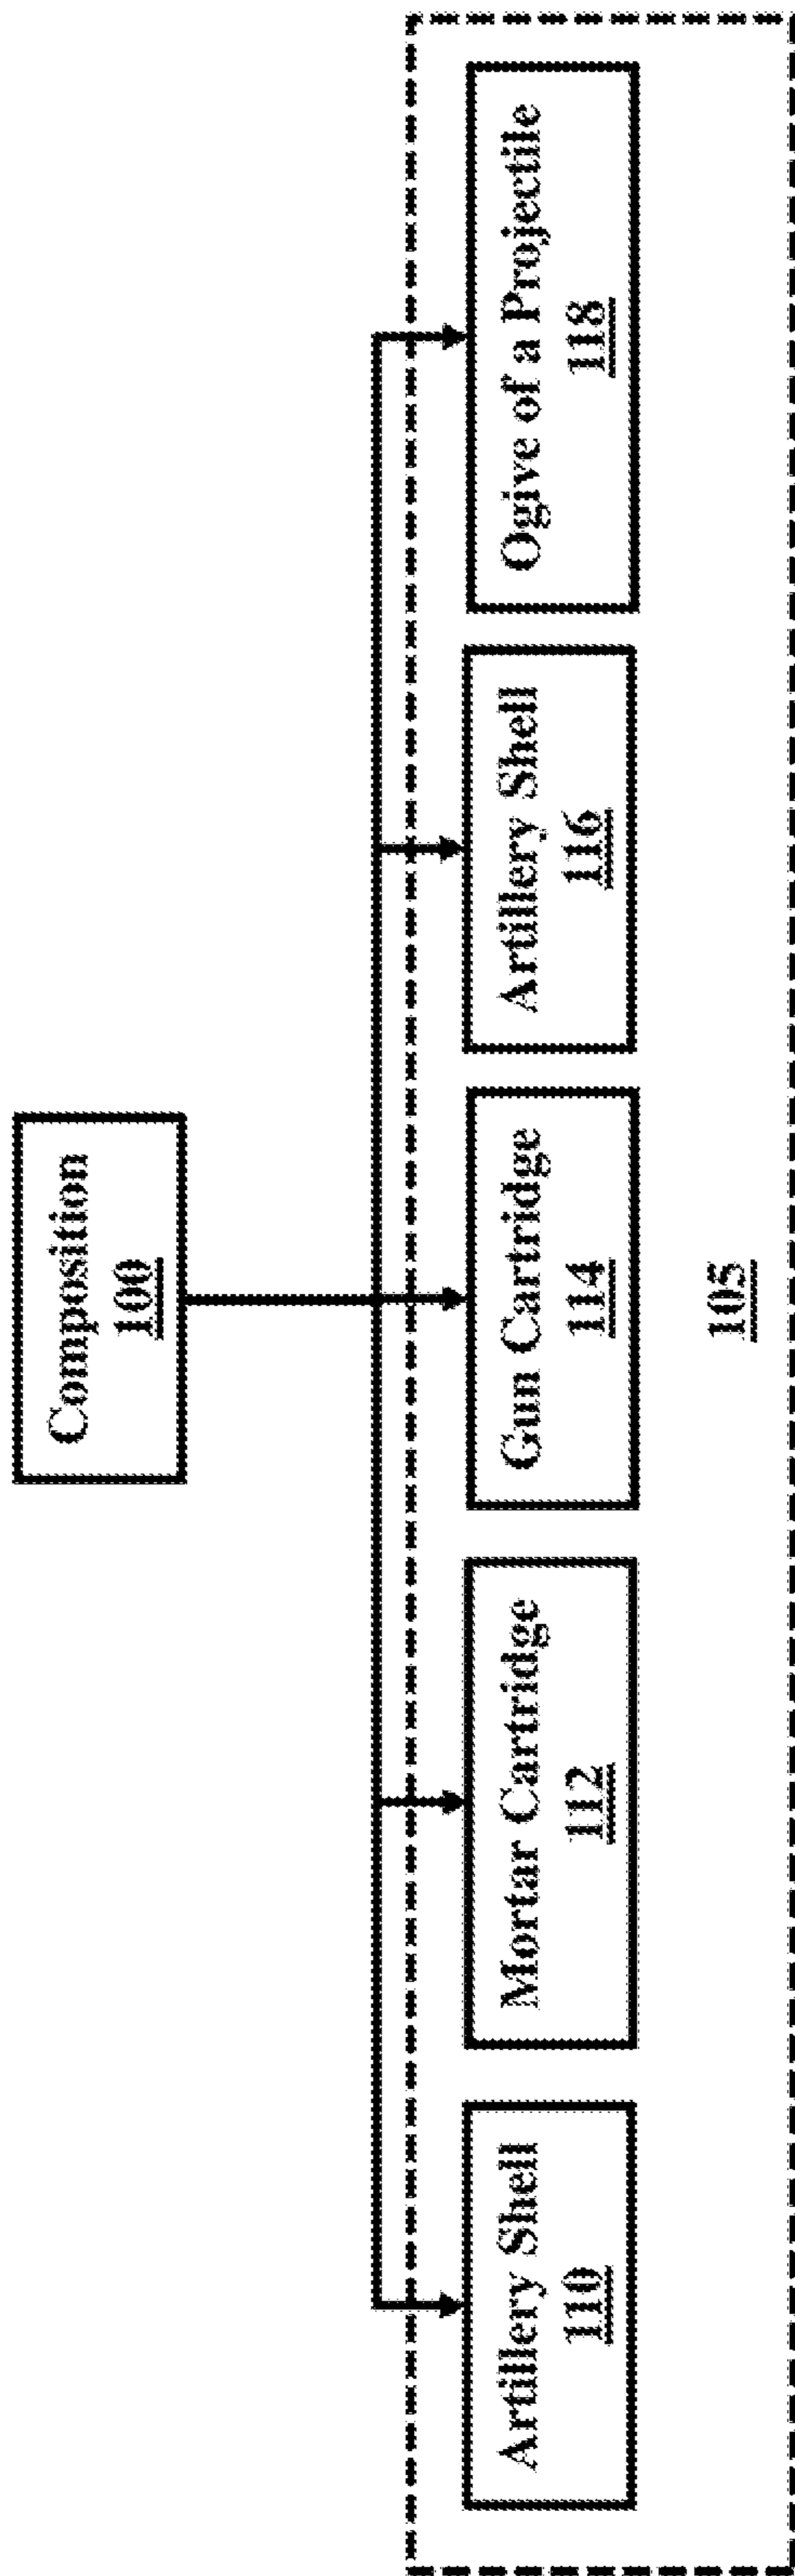 Composition
100
Artillery Shell
110
Mortar Cartridge
112
Gun Cartridge
114
Artillery Shell
116
Ogive of a Projectile
118
105